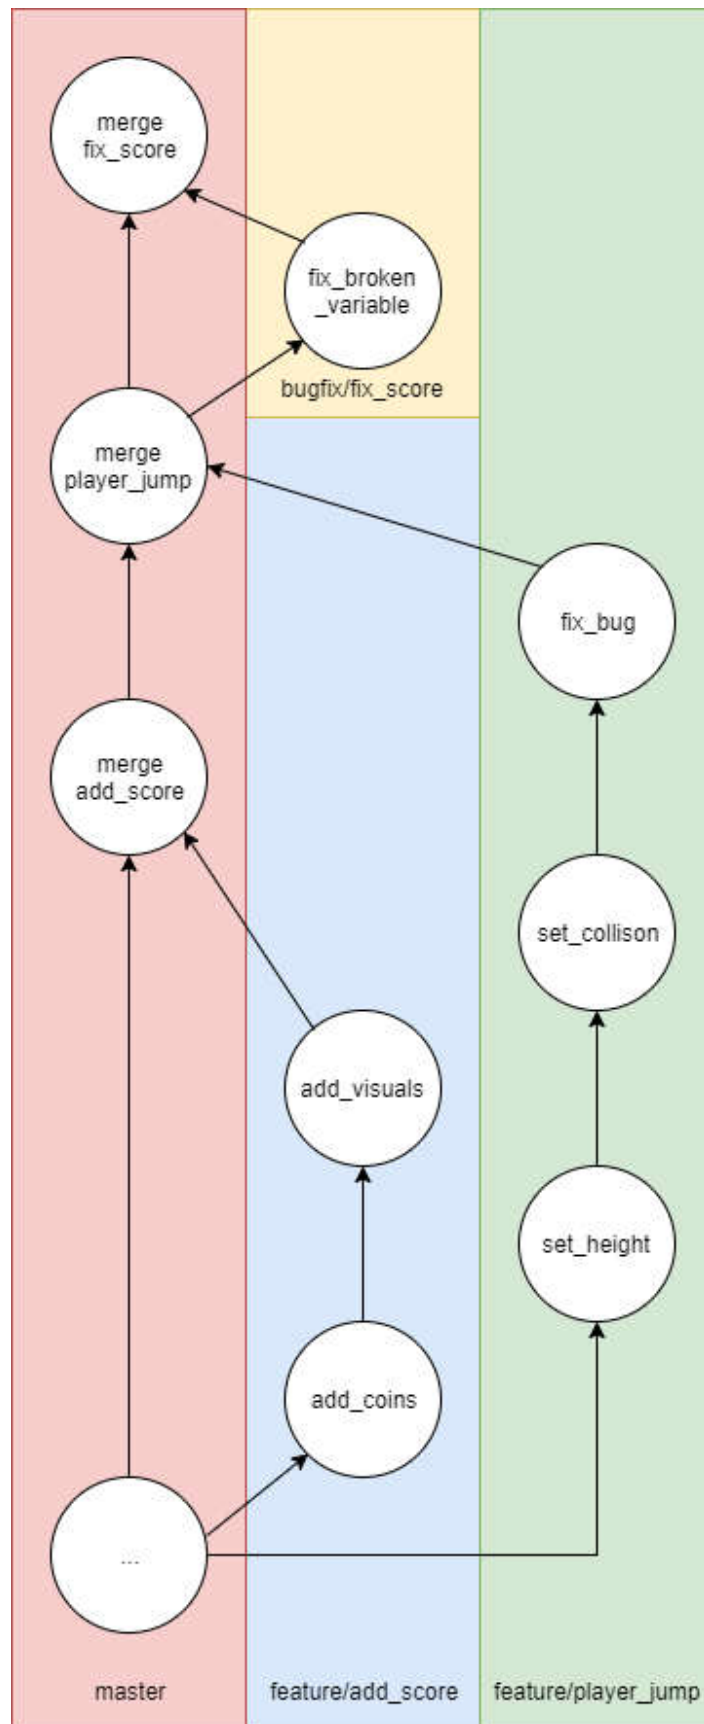 merge
fix_score
fix_broken
_variable
bugfix/fix_score
merge
player_jump
fix_bug
merge
add_score
set_collison
add_visuals
set_height
add_coins
...
master
feature/add_score
feature/player_jump